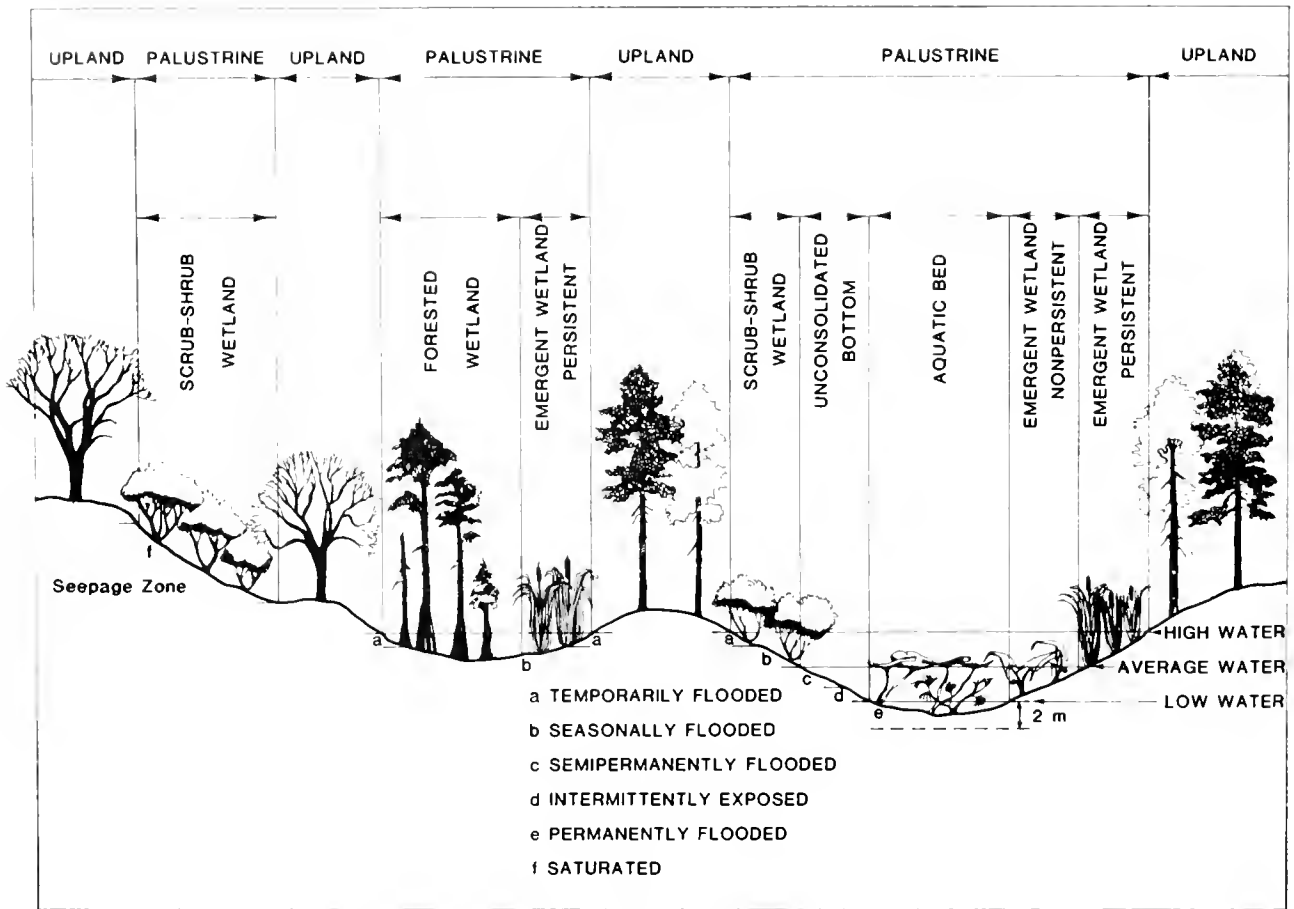 UPLAND PALUSTRINE UPLAND PALUSTRINE UPLAND PALUSTRINE UPLAND
SCRUB-SHRUB
WETLAND
FORESTED
WETLAND
EMERGENT WETLAND
PERSISTENT
SCRUB-SHRUB
WETLAND
UNCONSOLIDATED
BOTTOM
AQUATIC BED
EMERGENT WETLAND
NONPERSISTENT
EMERGENT WETLAND
PERSISTENT
f
Seepage Zone
a
b
a
a
b
c
d
e
HIGH WATER
AVERAGE WATER
LOW WATER
2 m
a TEMPORARILY FLOODED
b SEASONALLY FLOODED
c SEMIPERMANENTLY FLOODED
d INTERMITTENTLY EXPOSED
e PERMANENTLY FLOODED
f SATURATED